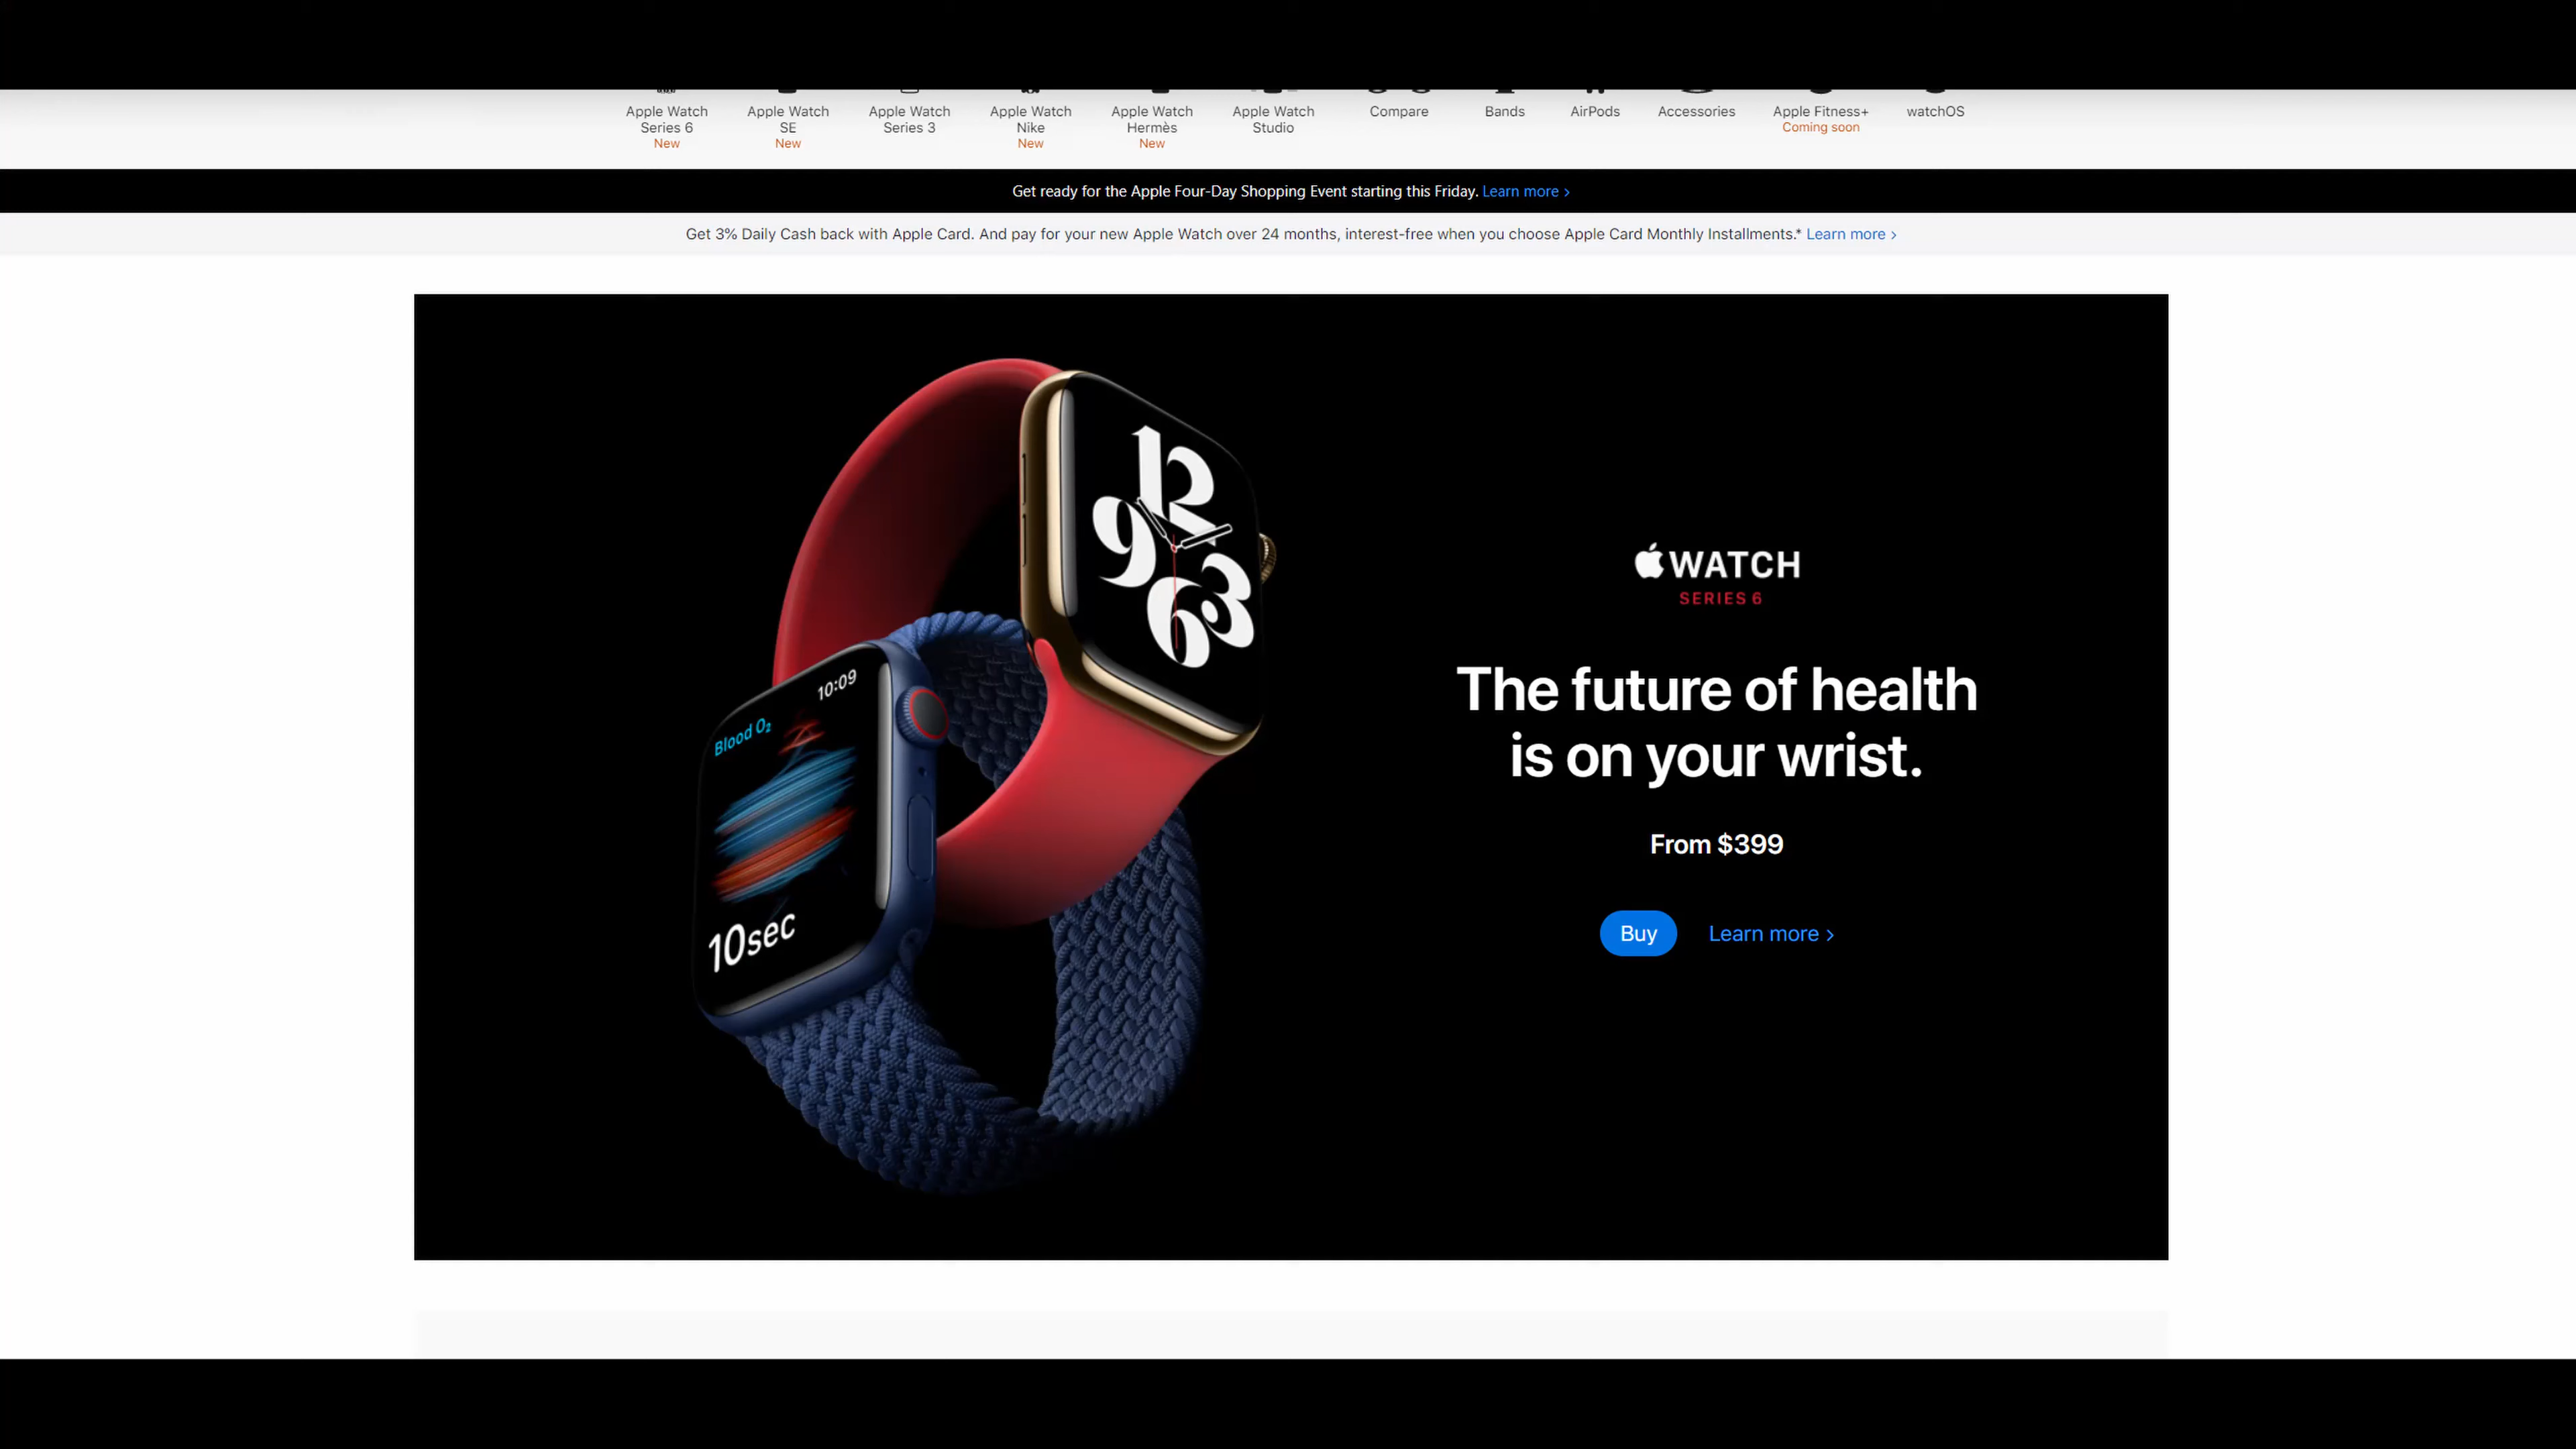 Apple Watch
Series 6
New
Apple Watch
SE
New
Apple Watch
Series 3
Apple Watch
Nike
New
Apple Watch
Hermès
New
Apple Watch
Studio
Compare
Bands
AirPods
Accessories
Apple Fitness+
Coming soon
watchOS
Get ready for the Apple Four-Day Shopping Event starting this Friday. Learn more >
Get 3% Daily Cash back with Apple Card. And pay for your new Apple Watch over 24 months, interest-free when you choose Apple Card Monthly Installments.* Learn more >
12
9
3
6
10:09
Blood O₂
10sec
WATCH
SERIES 6
The future of health
is on your wrist.
From $399
Buy
Learn more >